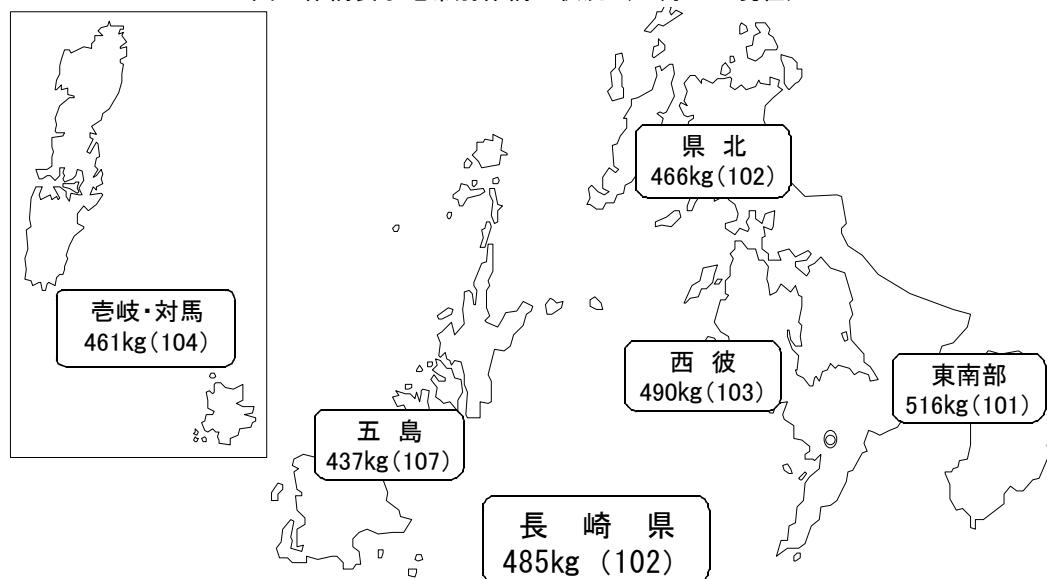 県 北
466kg(102)
壱岐・対馬
461kg(104)
西 彼
490kg(103)
東南部
516kg(101)
五 島
437kg(107)
長 崎 県
485kg (102)